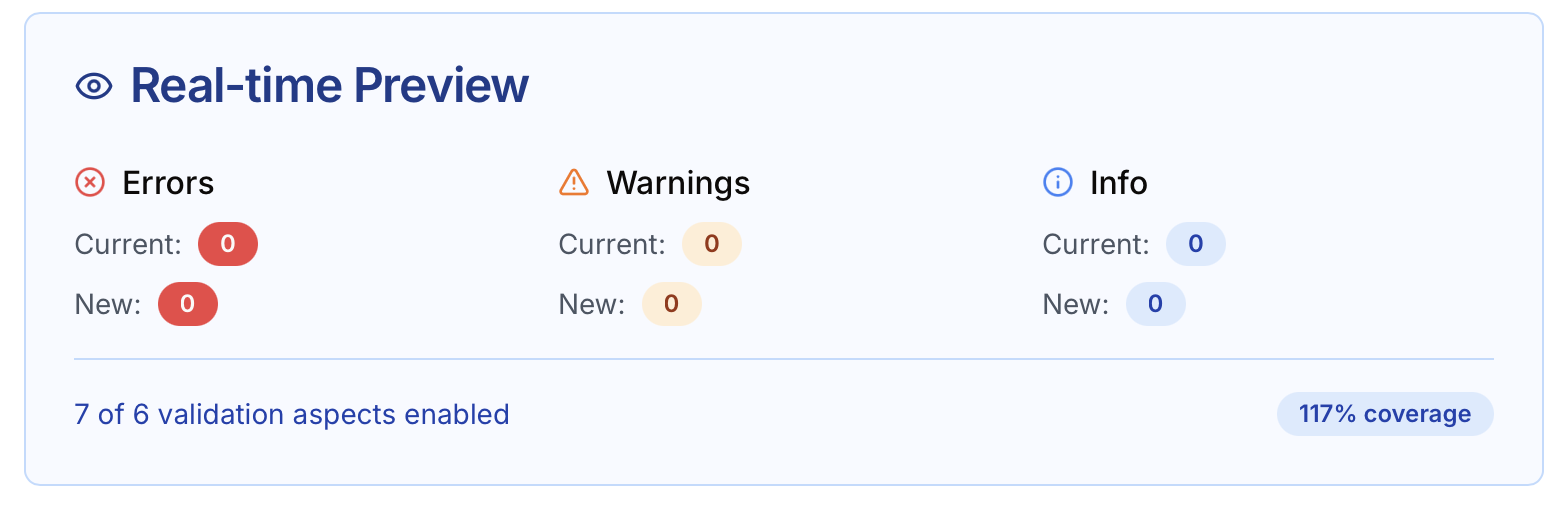 Real-time Preview
Errors
Current: 0
New: 0
Warnings
Current: 0
New: 0
Info
Current: 0
New: 0
7 of 6 validation aspects enabled
117% coverage